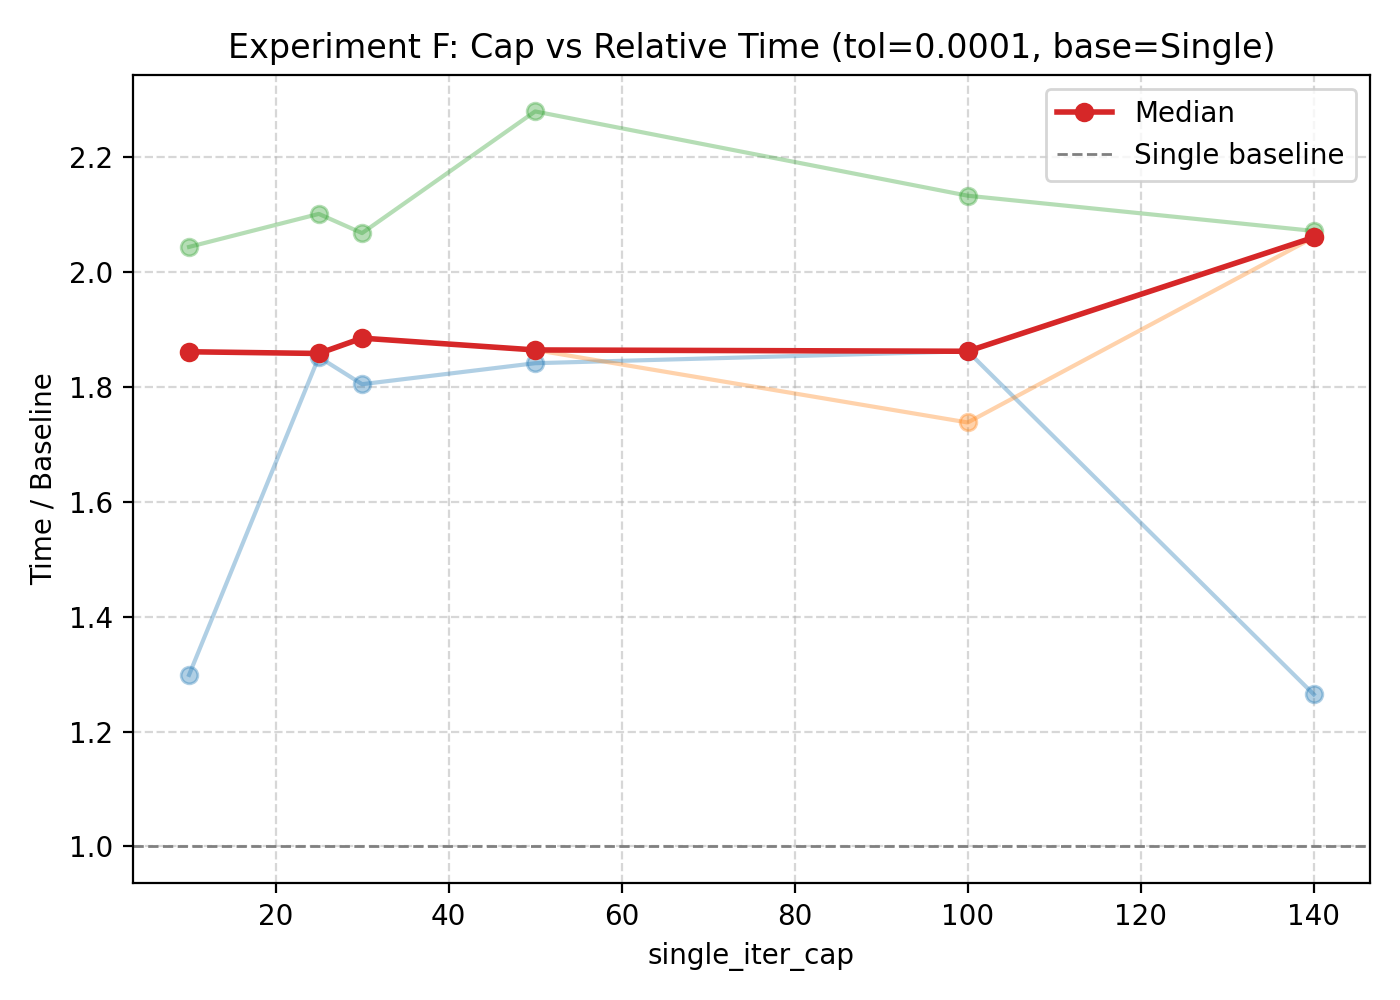 Experiment F: Cap vs Relative Time (tol=0.0001, base=Single)
Median
Single baseline
Time / Baseline
2.2
2.0
1.8
1.6
1.4
1.2
1.0
20 40 60 80 100 120 140
single_iter_cap